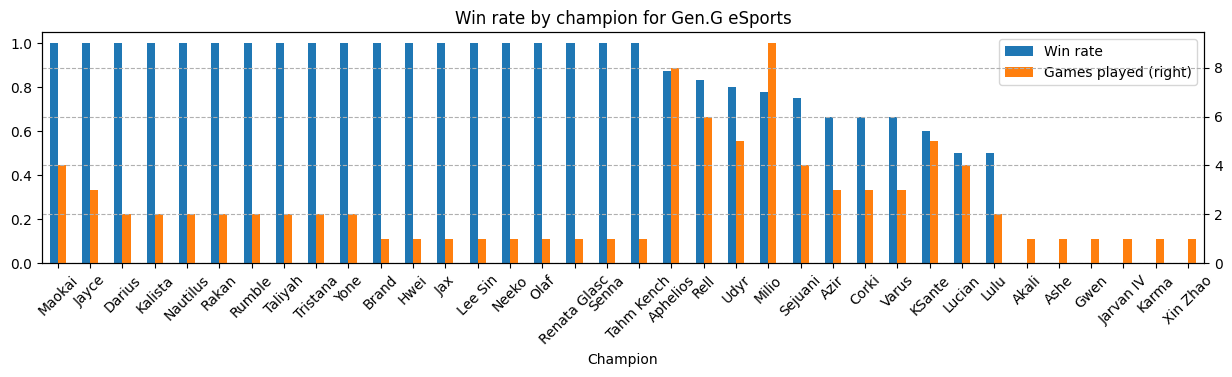 Win rate by champion for Gen.G eSports
Win rate
Games played (right)
1.0
0.8
0.6
0.4
0.2
0.0
8
6
4
2
0
Maokai
Jayce
Darius
Kalista
Nautilus
Rakan
Rumble
Taliyah
Tristana
Yone
Brand
Hwei
Jax
Lee Sin
Neeko
Olaf
Renata Glasc
Senna
Tahm Kench
Aphelios
Rell
Udyr
Milio
Sejuani
Azir
Corki
Varus
KSante
Lucian
Lulu
Akali
Ashe
Gwen
Jarvan IV
Karma
Xin Zhao
Champion